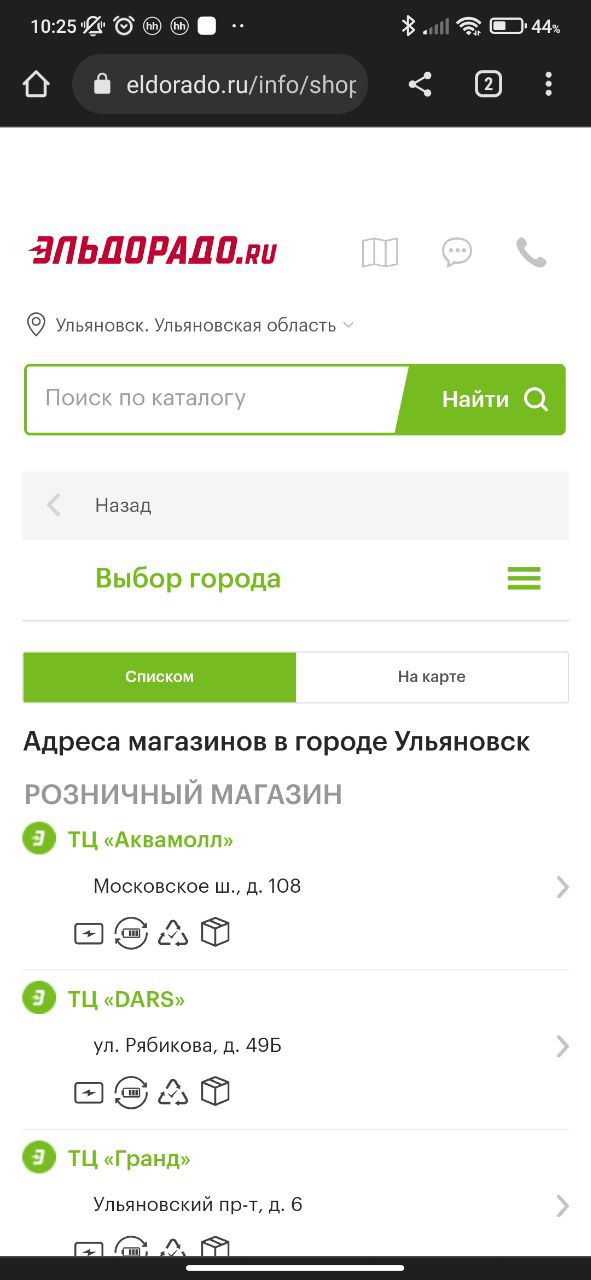 10:25
44%
eldorado.ru/info/shop
2
ЭЛЬДОРАДО.RU
Ульяновск. Ульяновская область
Поиск по каталогу
Найти
Назад
Выбор города
Списком
На карте
Адреса магазинов в городе Ульяновск
РОЗНИЧНЫЙ МАГАЗИН
ТЦ «Аквамолл»
Московское ш., д. 108
ТЦ «DARS»
ул. Рябикова, д. 49Б
ТЦ «Гранд»
Ульяновский пр-т, д. 6